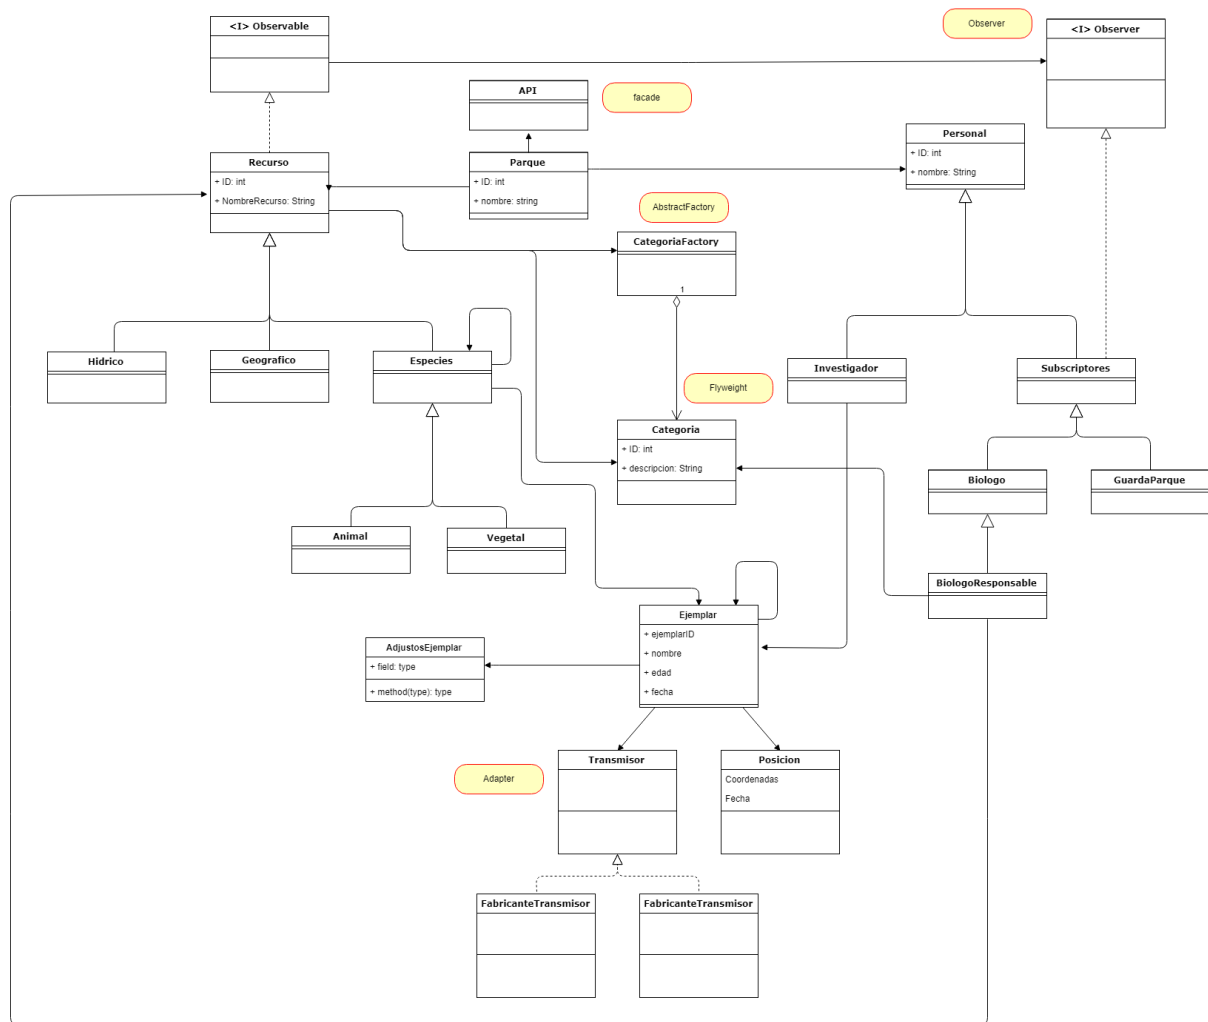 <I> Observable
Observer
<I> Observer
API
facade
Recurso
+ ID: int
+ NombreRecurso: String
Parque
+ ID: int
+ nombre: string
Personal
+ ID: int
+ nombre: String
AbstractFactory
CategoriaFactory
1
Hidrico
Geografico
Especies
Flyweight
Investigador
Subscriptores
Categoria
+ ID: int
+ descripcion: String
Biologo
GuardaParque
Animal
Vegetal
BiologoResponsable
Ejemplar
+ ejemplarID
+ nombre
+ edad
+ fecha
AdjustosEjemplar
+ field: type
+ method(type): type
Adapter
Transmisor
Posicion
Coordenadas
Fecha
FabricanteTransmisor
FabricanteTransmisor